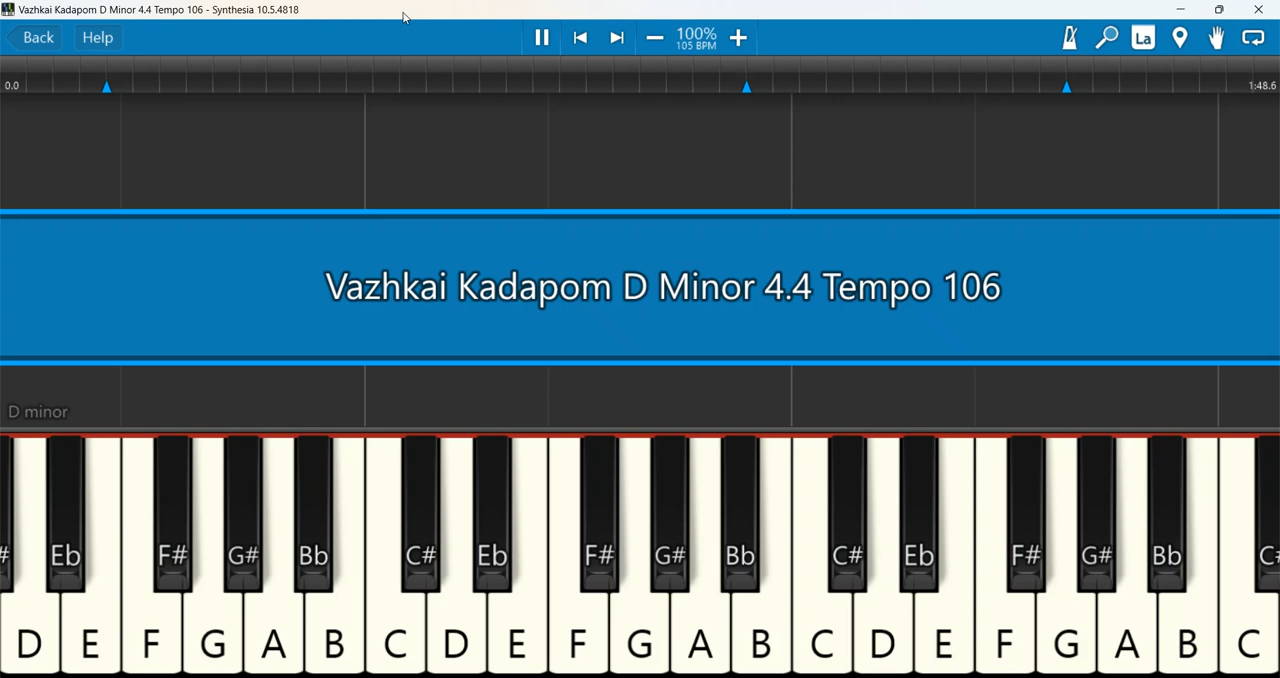 Vazhkai Kadapom D Minor 4.4 Tempo 106 - Synthesia 10.5.4818
Back Help 100% La
105 BPM
0.0 1:48.6
Vazhkai Kadapom D Minor 4.4 Tempo 106
D minor
# Eb F# G# Bb C# Eb F# G# Bb C# Eb F# G# Bb C#
D E F G A B C D E F G A B C D E F G A B C